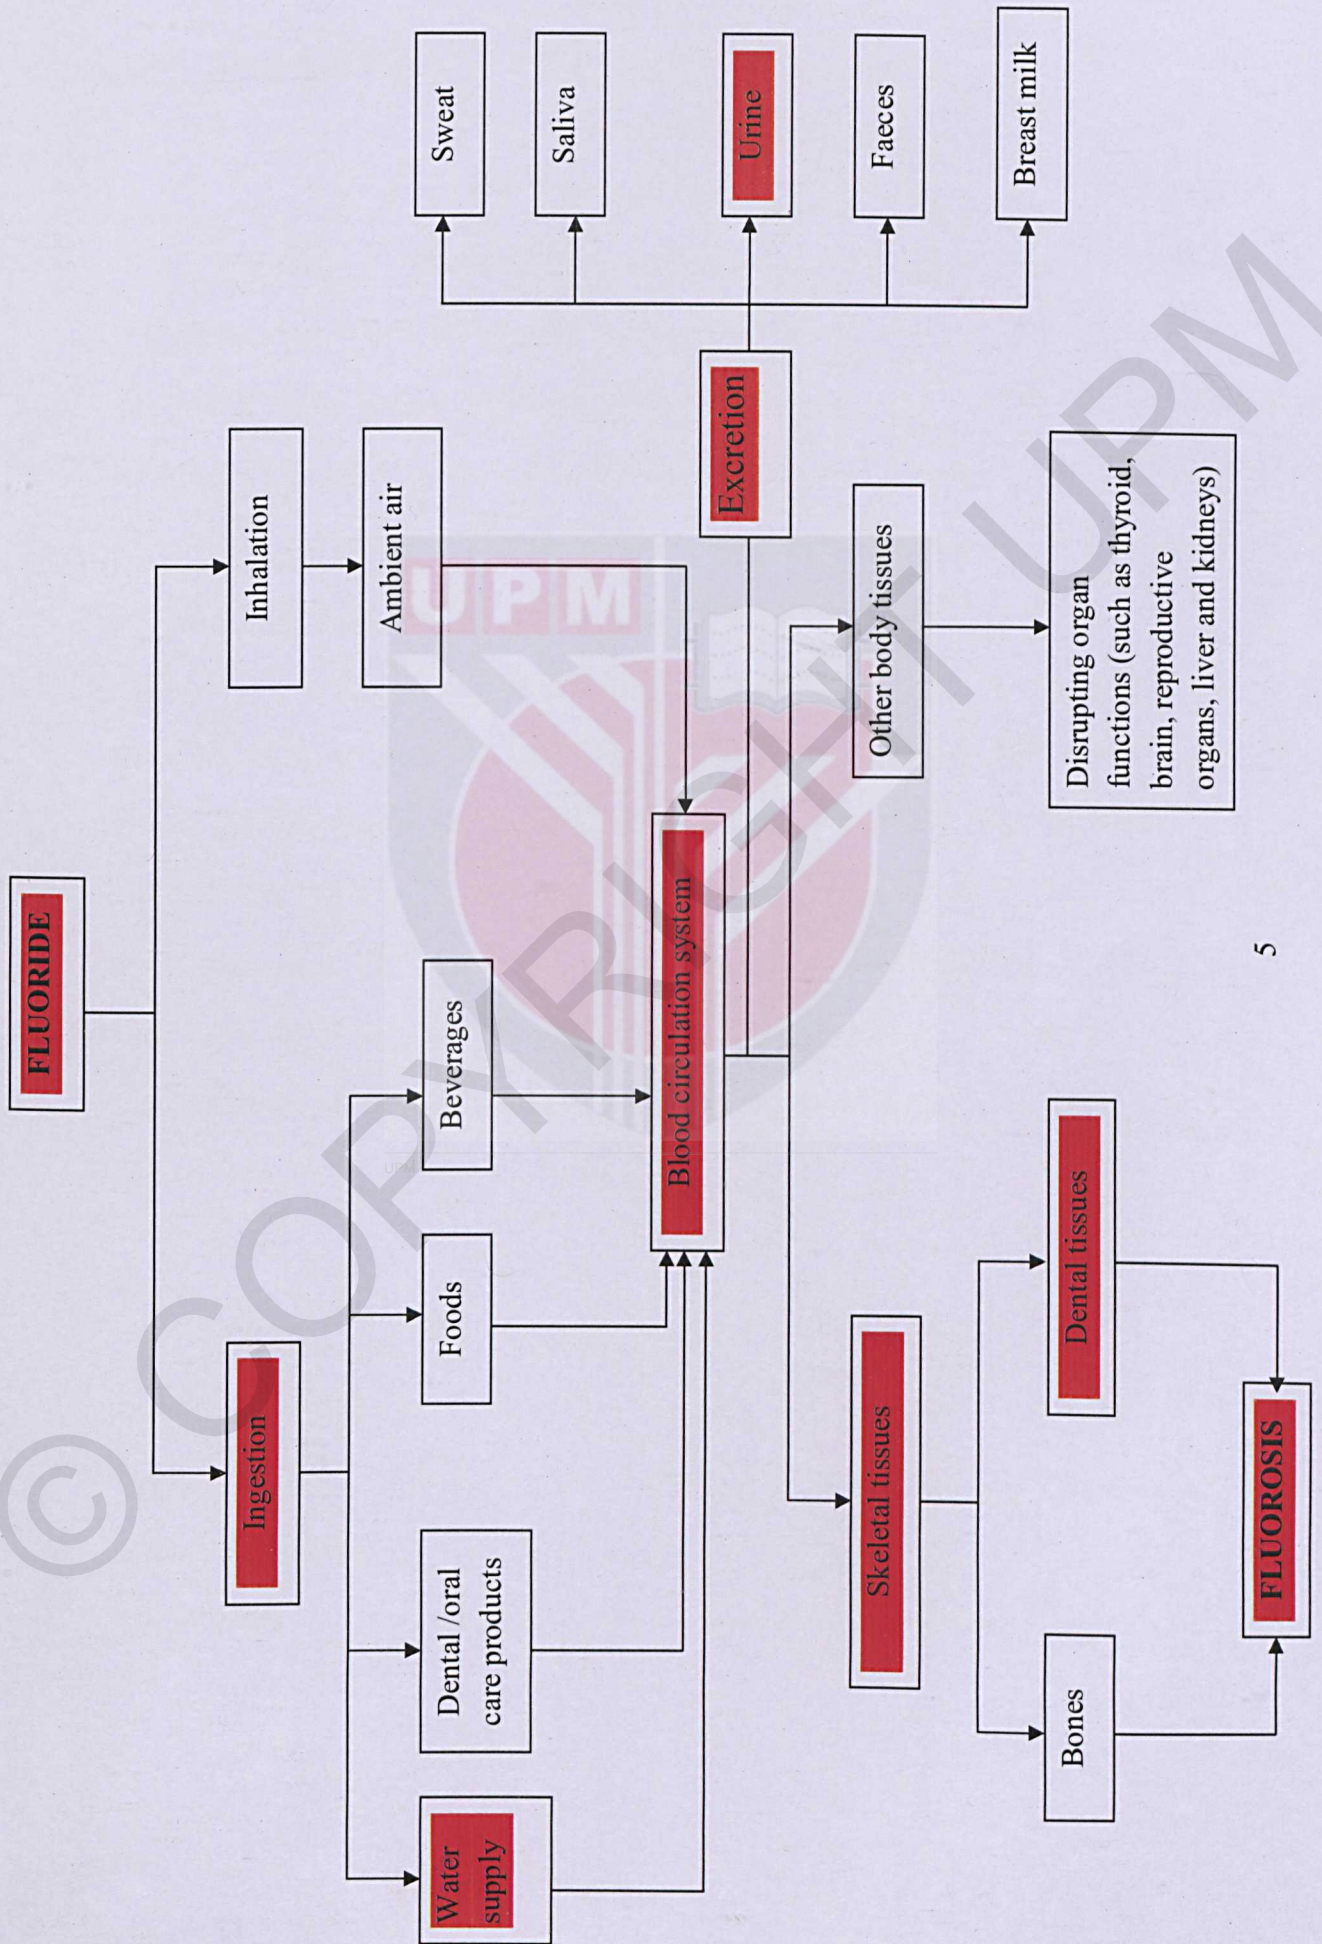 FLUORIDE
Ingestion
Inhalation
Water
supply
Dental /oral
care products
Foods
Beverages
Ambient air
Blood circulation system
Excretion
Sweat
Saliva
Urine
Faeces
Breast milk
Skeletal tissues
Other body tissues
Bones
Dental tissues
Disrupting organ
functions (such as thyroid,
brain, reproductive
organs, liver and kidneys)
FLUOROSIS
5
© COPYRIGHT UPM
UPM